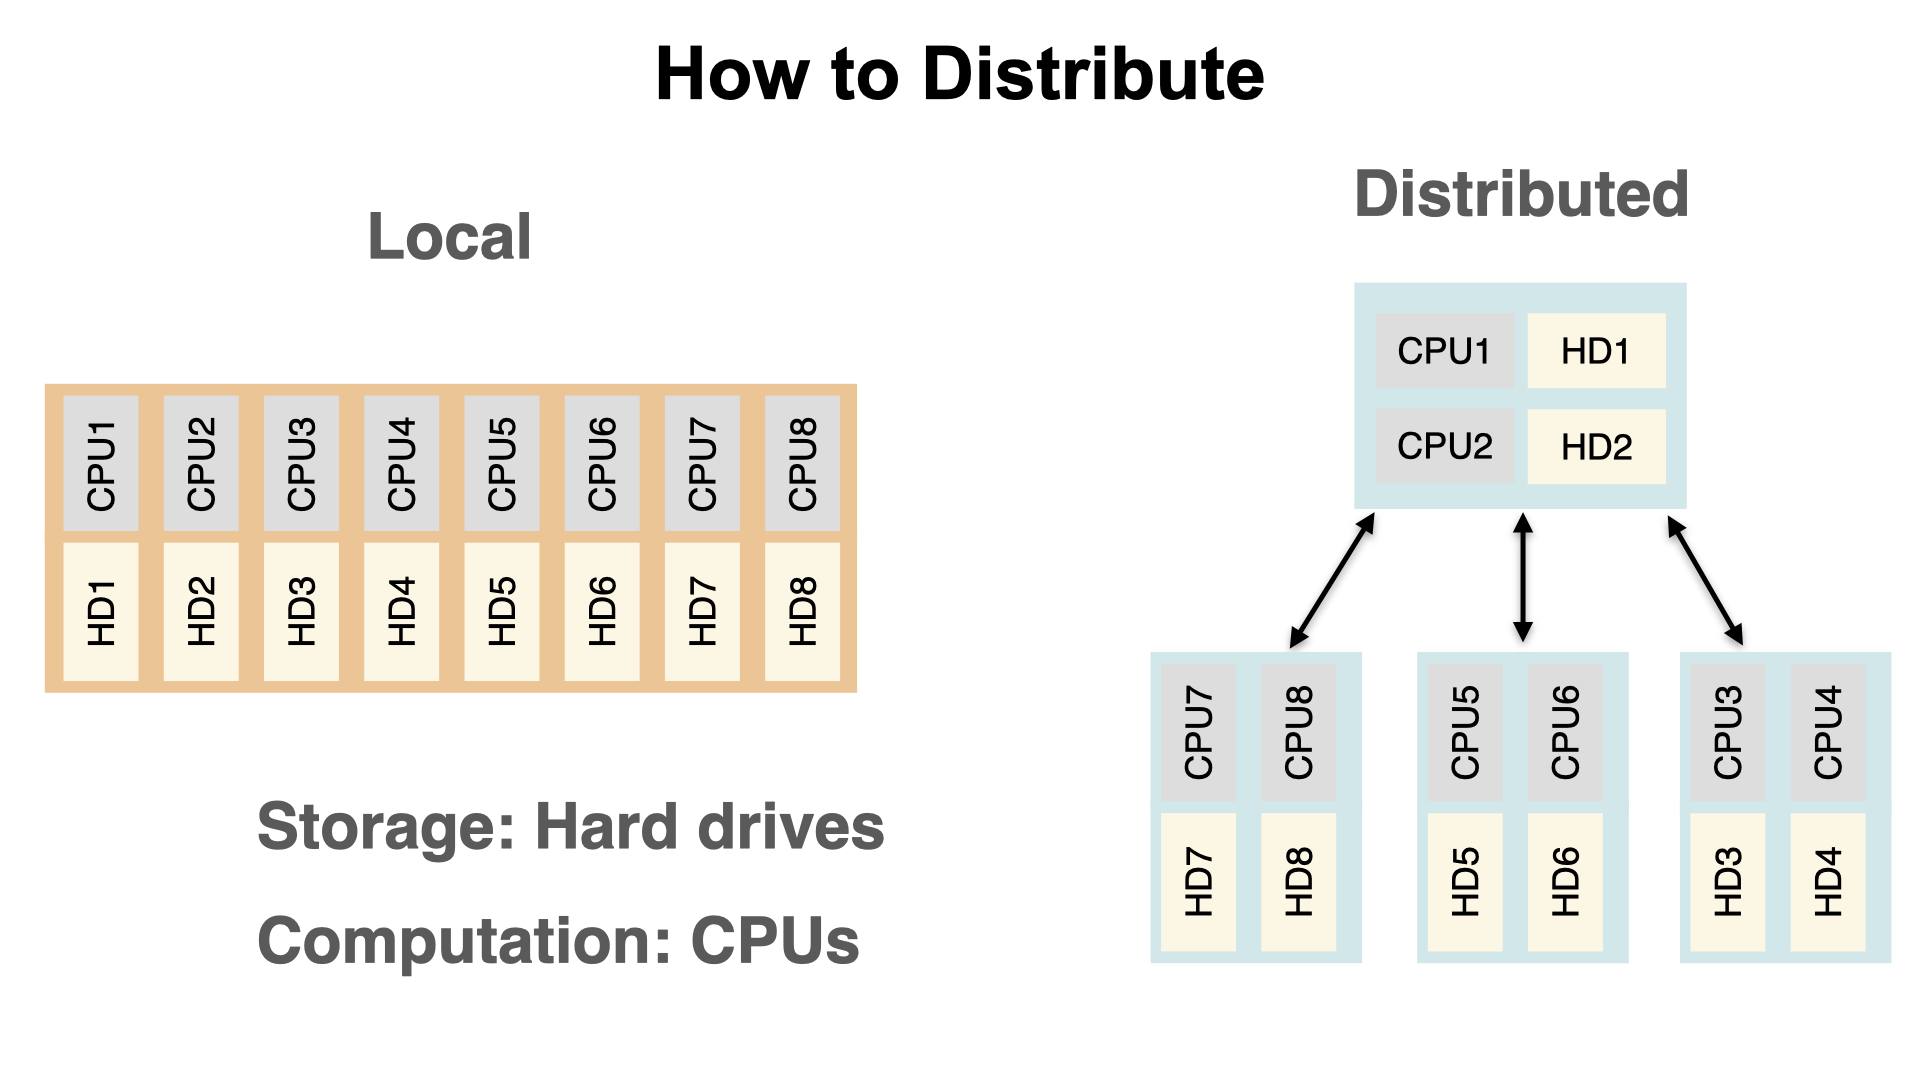 How to Distribute
Local
CPU1 CPU2 CPU3 CPU4 CPU5 CPU6 CPU7 CPU8
HD1 HD2 HD3 HD4 HD5 HD6 HD7 HD8
Storage: Hard drives
Computation: CPUs
Distributed
CPU1 HD1
CPU2 HD2
CPU7 CPU8 CPU5 CPU6 CPU3 CPU4
HD7 HD8 HD5 HD6 HD3 HD4